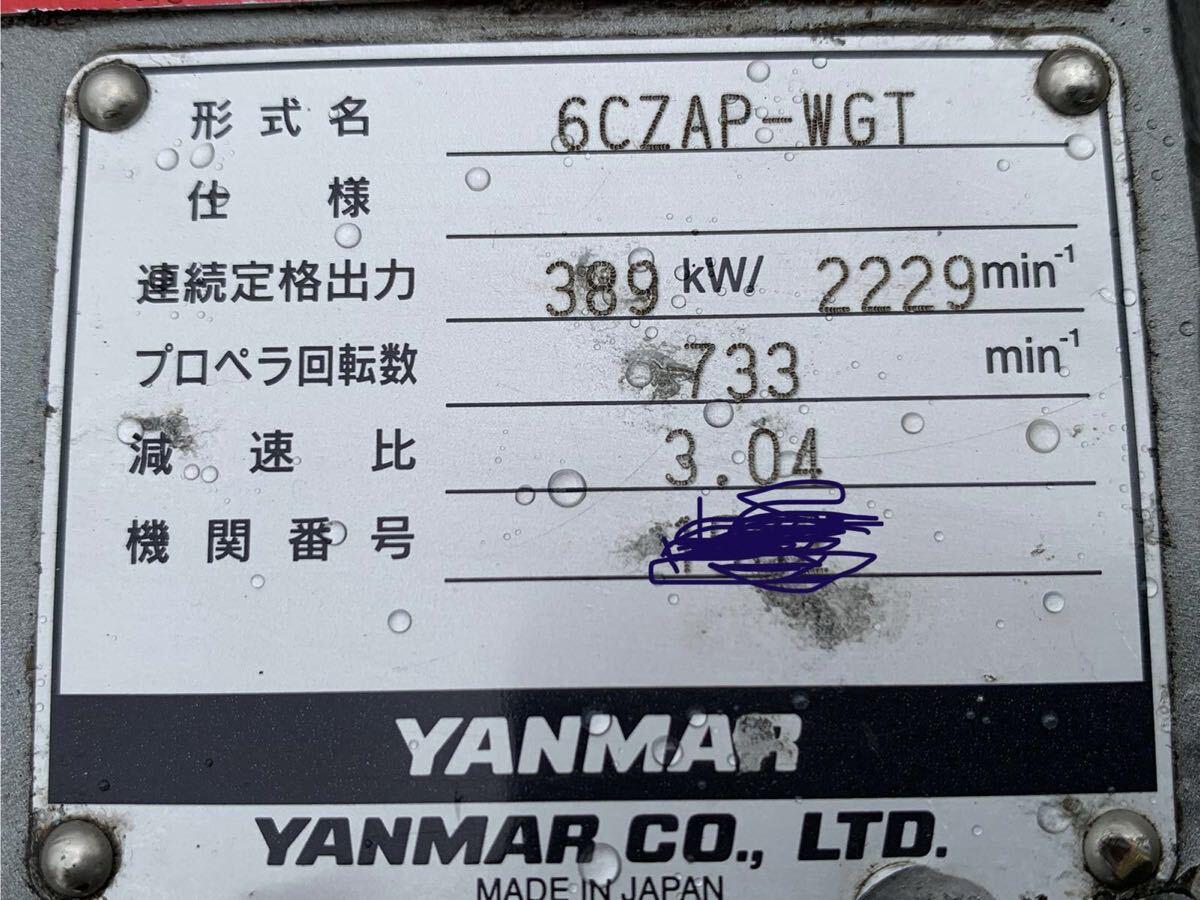 形式名 6CZAP-WGT
仕様
連続定格出力 389 kW/ 2229 min⁻¹
プロペラ回転数 733 min⁻¹
減速比 3.04
機関番号
YANMAR
YANMAR CO., LTD.
MADE IN JAPAN